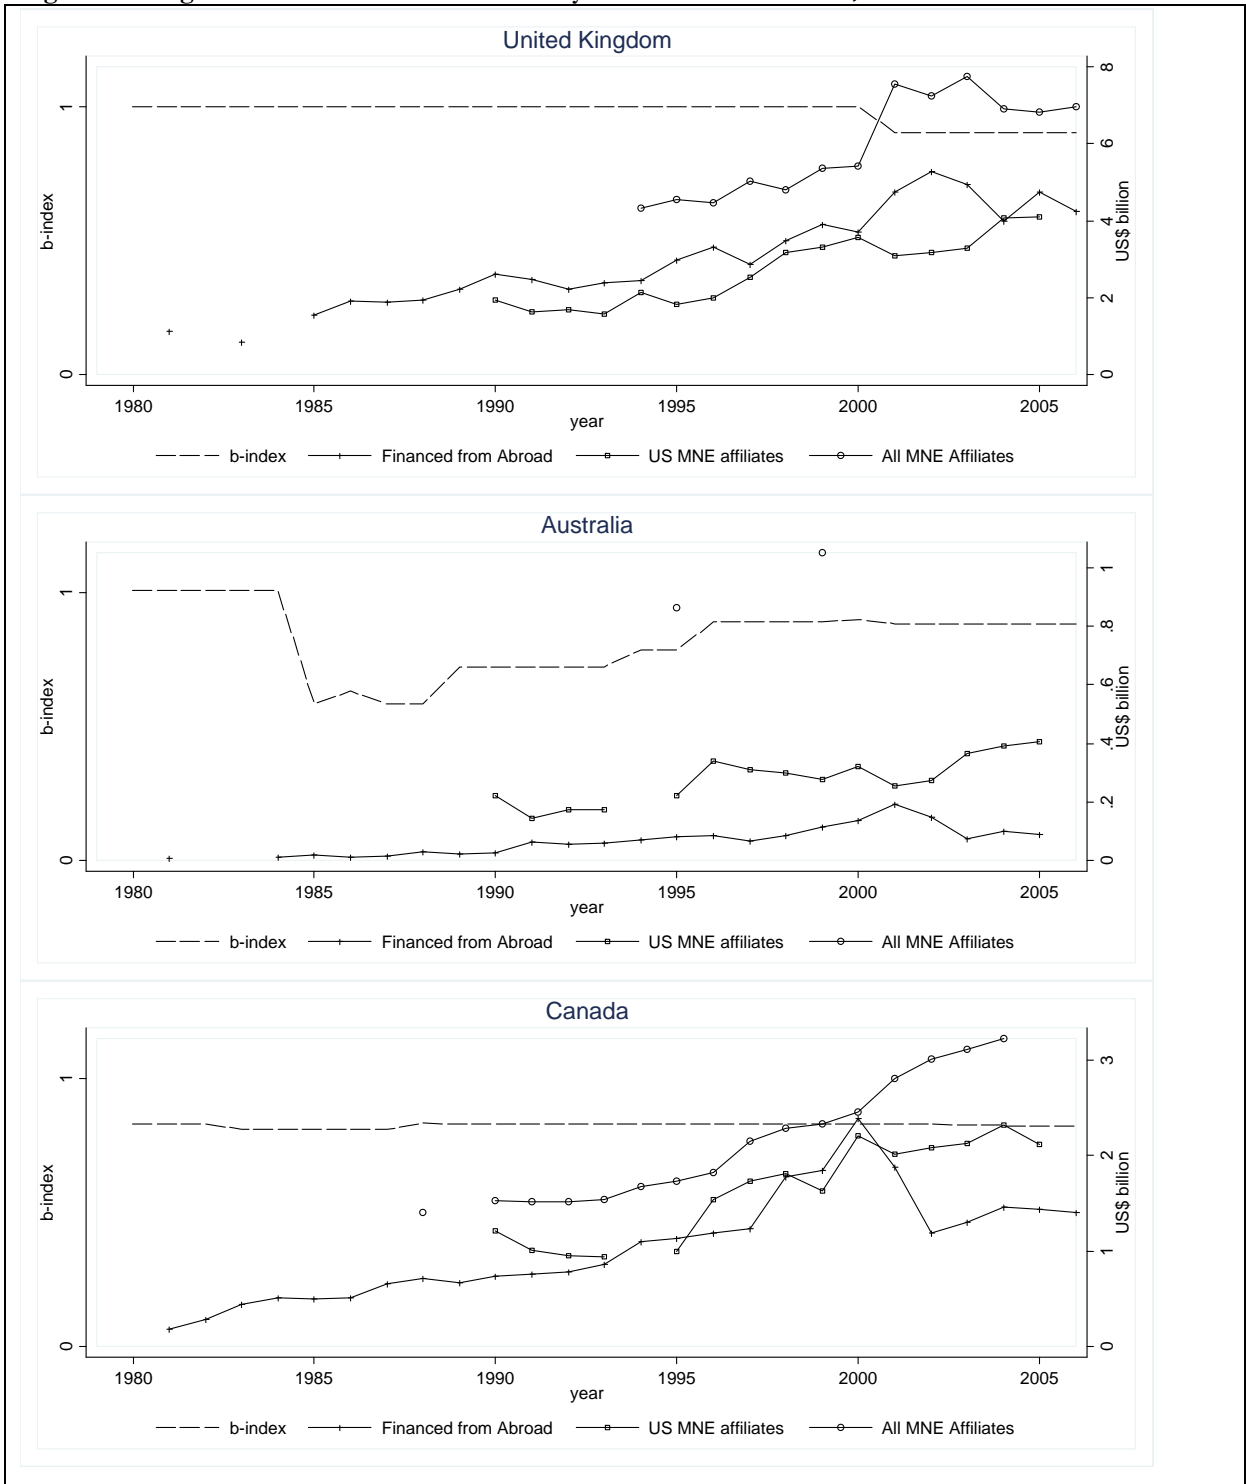 United Kingdom
8
1
6
b-index
US$ billion
4
2
0
0
1980 1985 1990 1995 2000 2005
year
b-index Financed from Abroad US MNE affiliates All MNE Affiliates
Australia
1
1
.8
b-index
US$ billion
.6
.4
.2
0
0
1980 1985 1990 1995 2000 2005
year
b-index Financed from Abroad US MNE affiliates All MNE Affiliates
Canada
3
1
2
b-index
US$ billion
1
0
0
1980 1985 1990 1995 2000 2005
year
b-index Financed from Abroad US MNE affiliates All MNE Affiliates